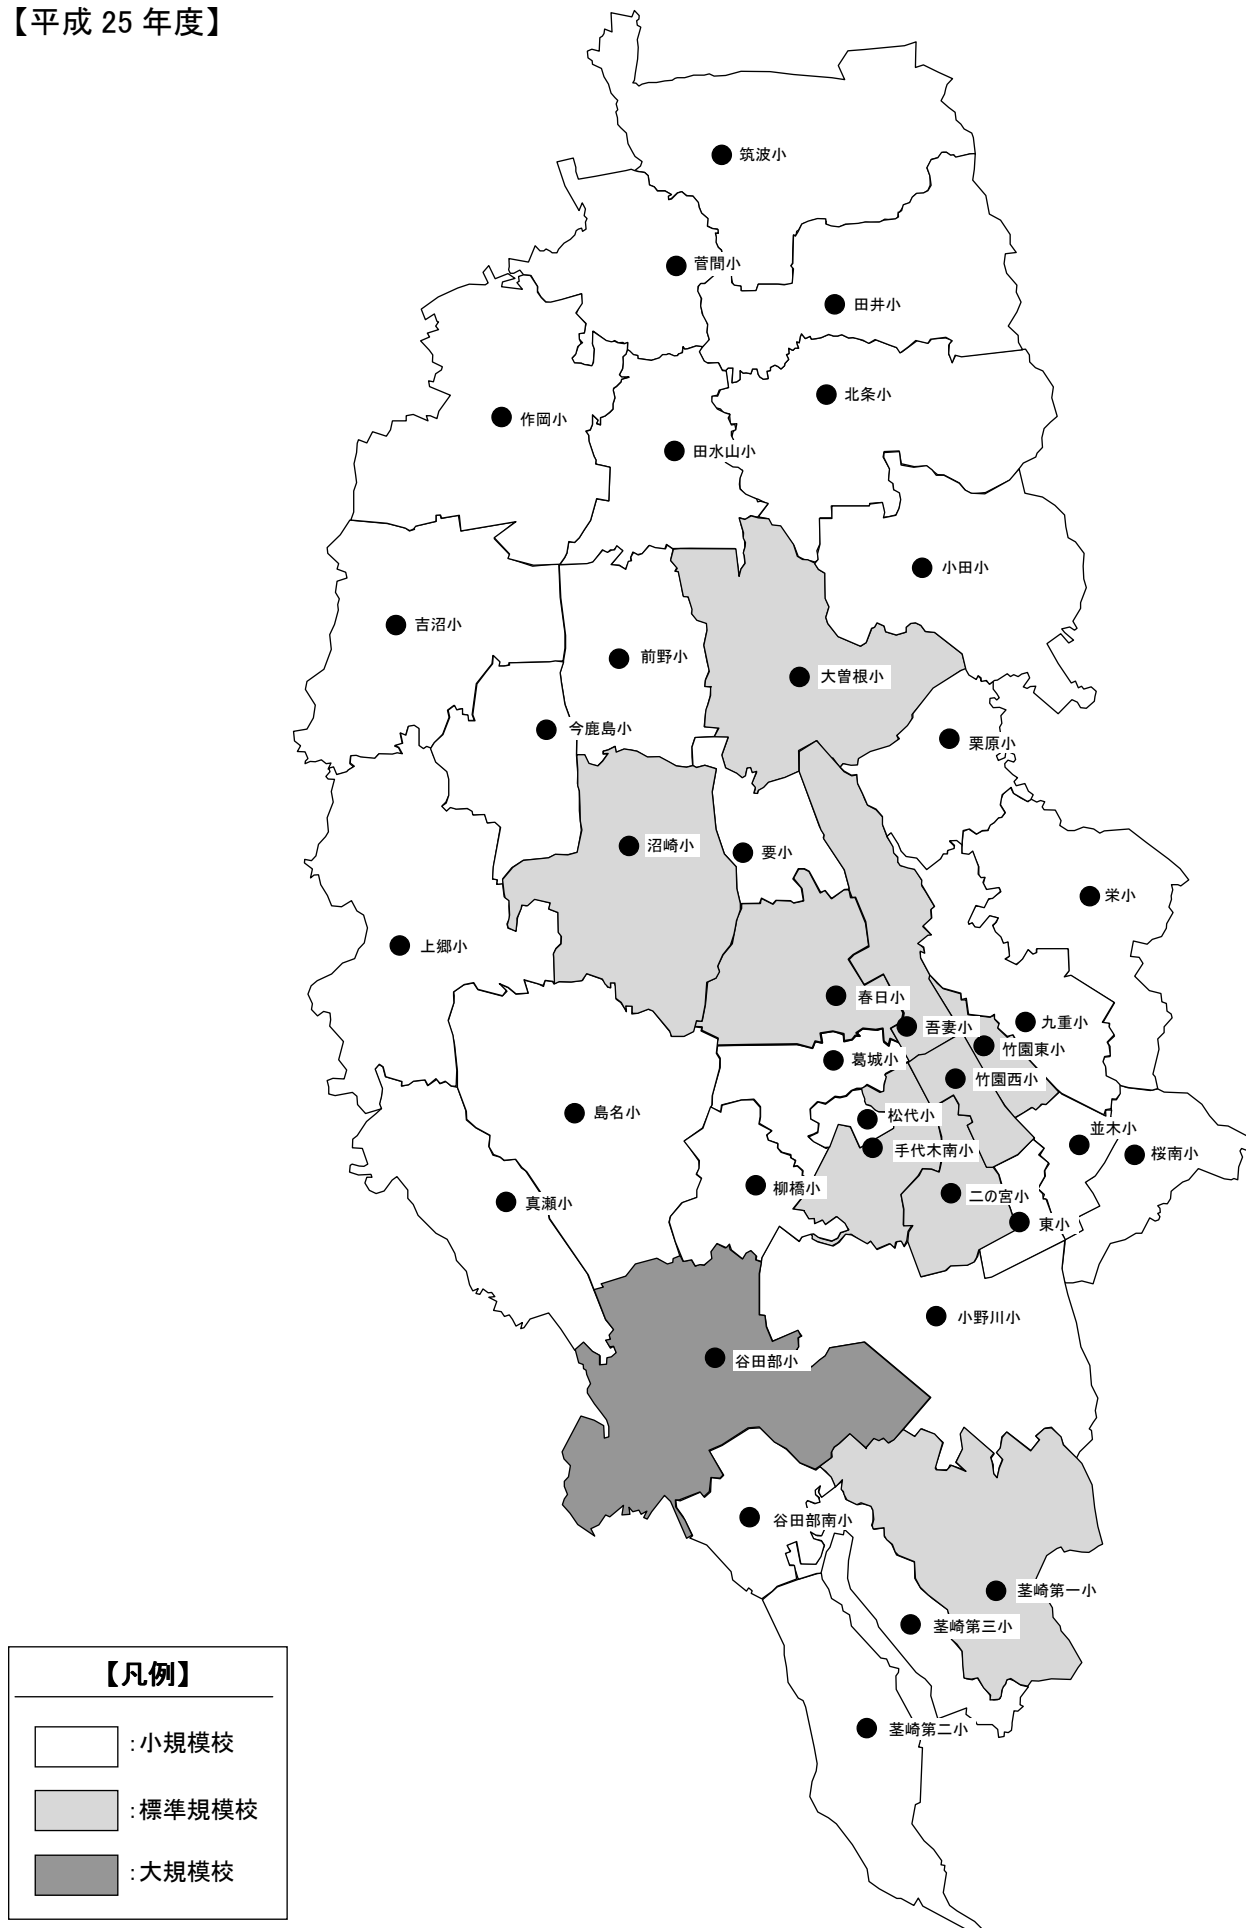 【平成 25 年度】
筑波小
菅間小
田井小
北条小
作岡小
田水山小
小田小
吉沼小
前野小
大曽根小
今鹿島小
栗原小
沼崎小
要小
栄小
上郷小
春日小
吾妻小
九重小
竹園東小
葛城小
竹園西小
島名小
松代小
並木小
手代木南小
桜南小
柳橋小
二の宮小
真瀬小
東小
小野川小
谷田部小
谷田部南小
茎崎第一小
茎崎第三小
茎崎第二小
【凡例】
：小規模校
：標準規模校
：大規模校